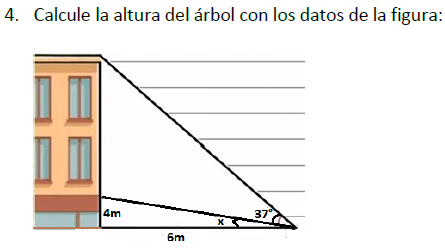 4. Calcule la altura del árbol con los datos de la figura:
4m
x
37°
6m